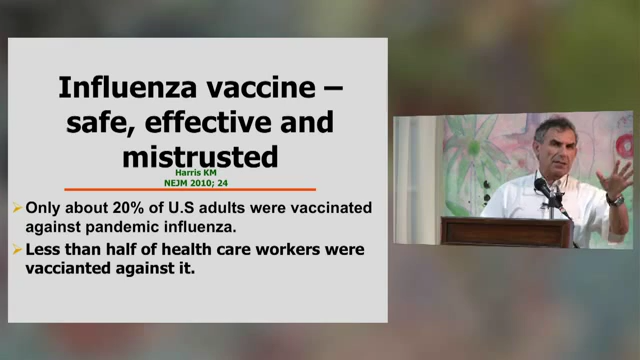 Influenza vaccine –
safe, effective and
mistrusted
Harris KM
NEJM 2010; 24
Only about 20% of U.S adults were vaccinated
against pandemic influenza.
Less than half of health care workers were
vaccianted against it.